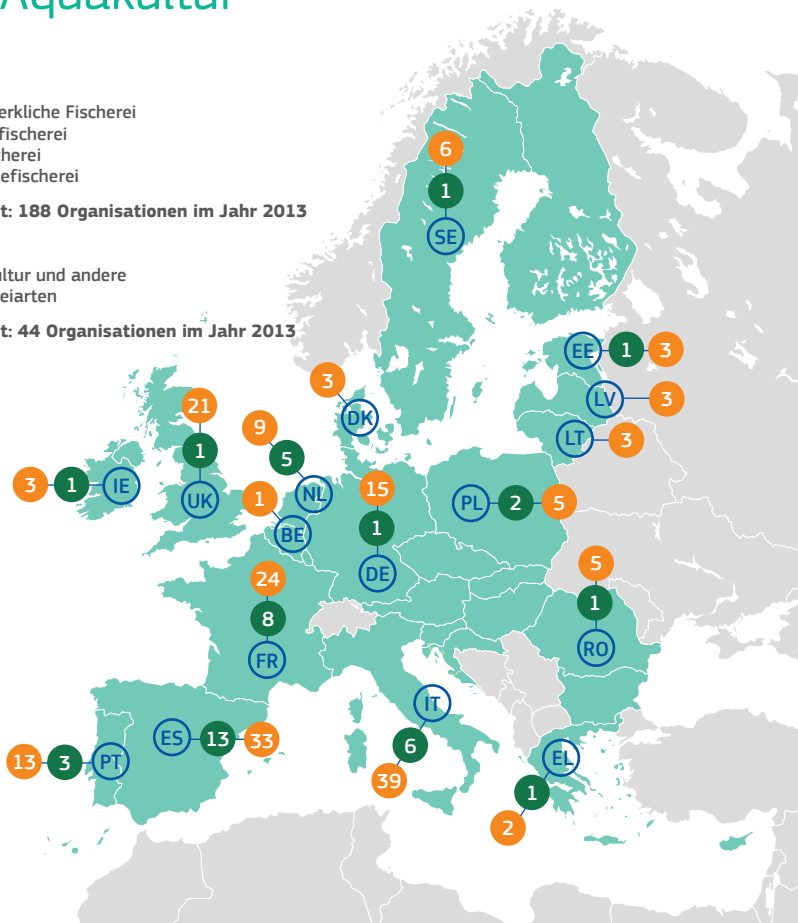 Aquakultur
erkliche Fischerei
fischerei
cherei
efischerei
t: 188 Organisationen im Jahr 2013
ultur und andere
eiarten
t: 44 Organisationen im Jahr 2013
6
1
SE
EE 1 3
3
DK
LV 3
21
9
LT 3
1
5
3 1 IE
UK
1
NL
15
PL 2 5
BE
1
24
DE
5
8
1
FR
RO
IT
ES 13 33
6
13 3 PT
EL
39
1
2